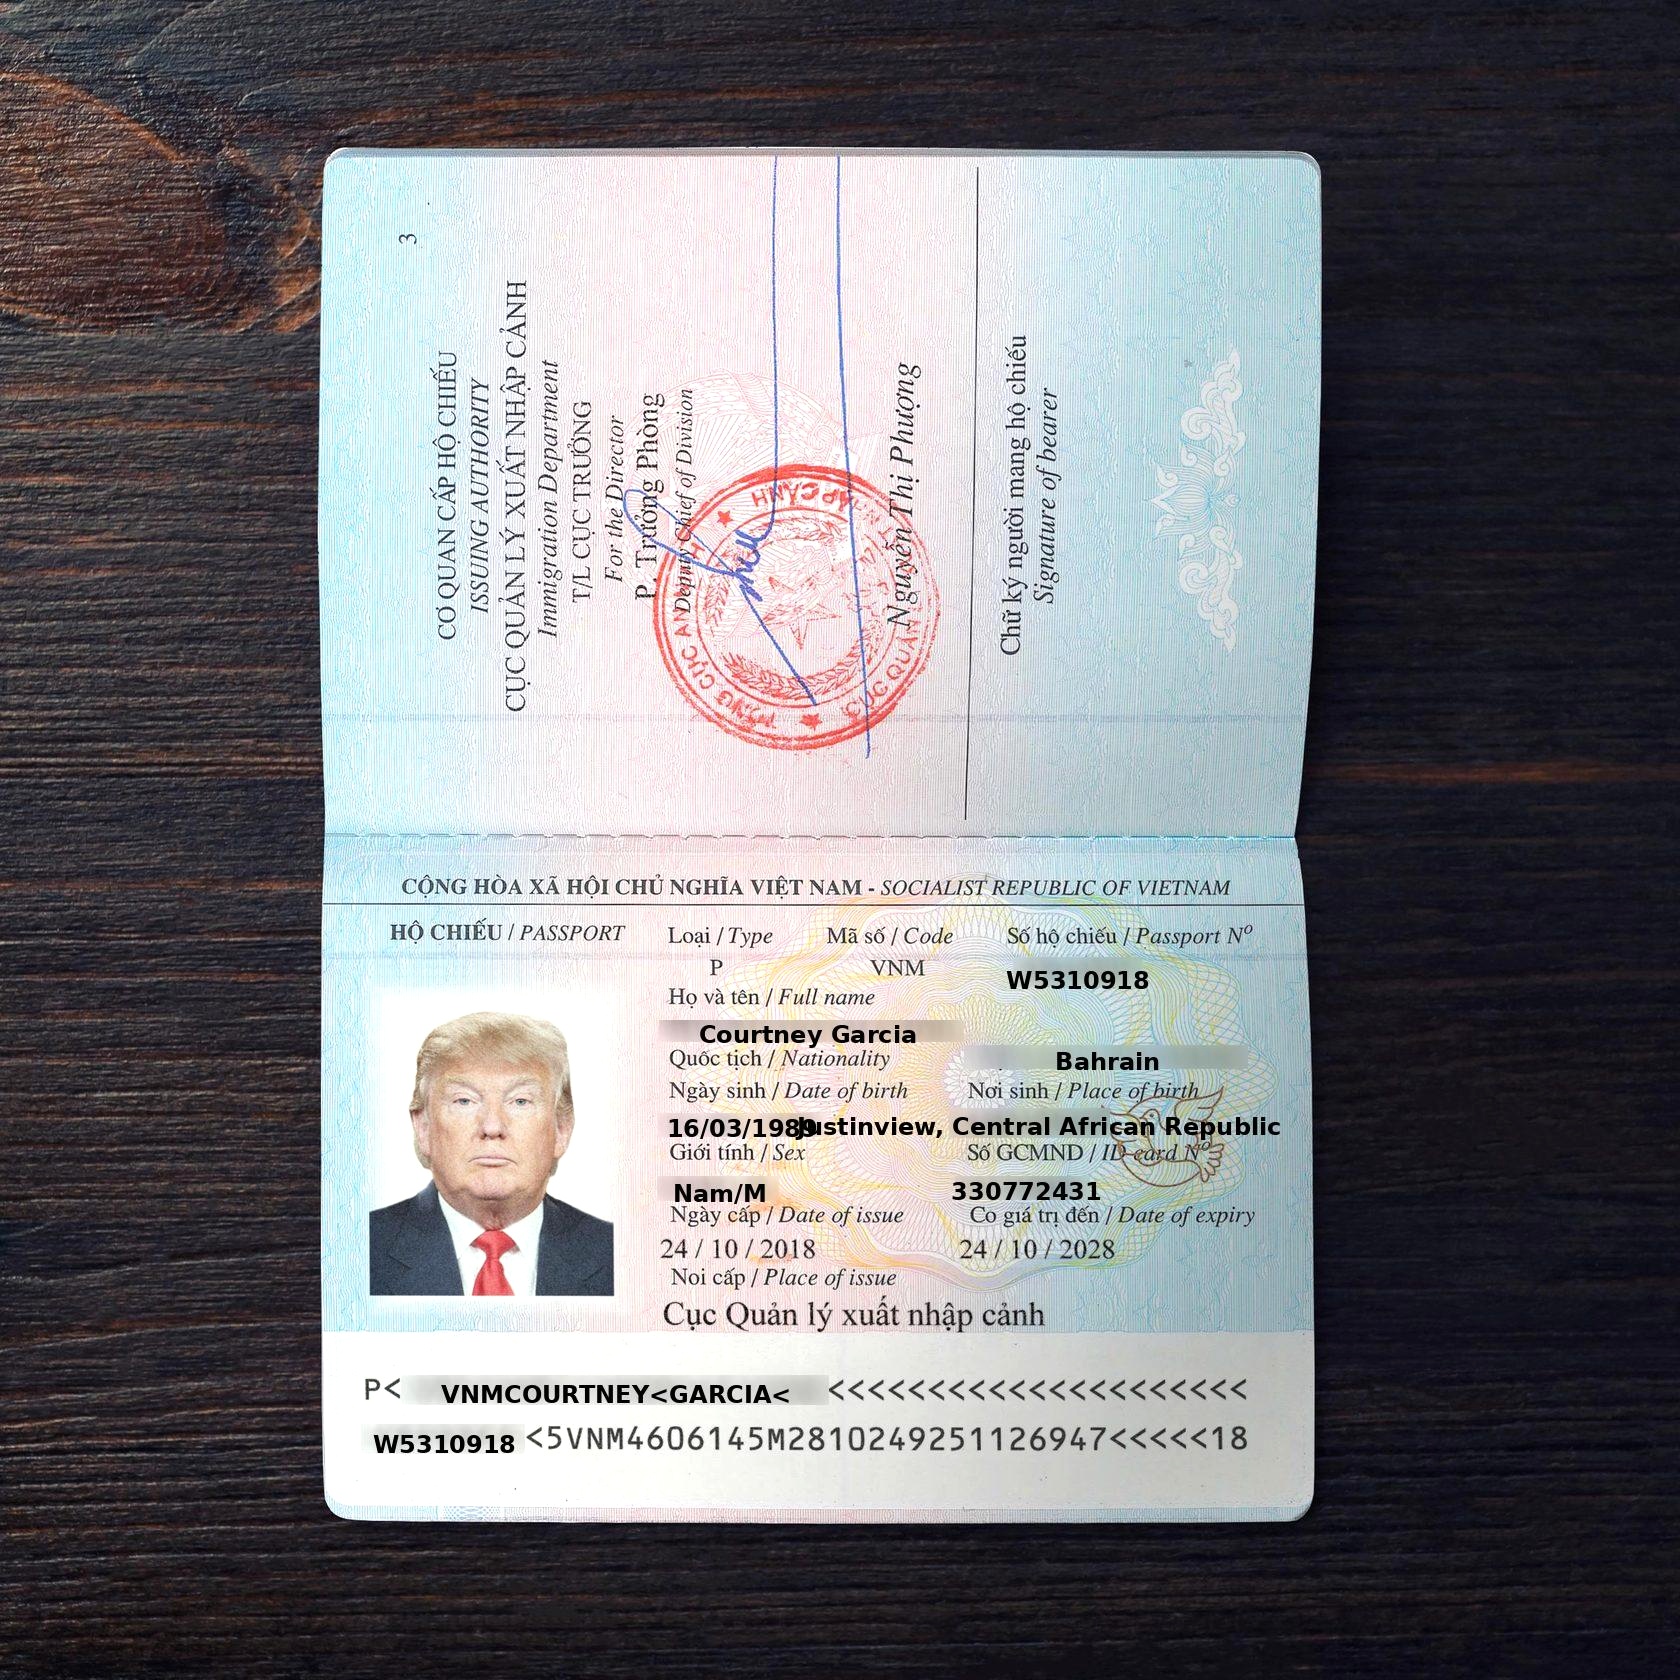 3
CƠ QUAN CẤP HỘ CHIẾU
ISSUING AUTHORITY
CỤC QUẢN LÝ XUẤT NHẬP CẢNH
Immigration Department
T/L CỤC TRƯỞNG
For the Director
P. Trưởng Phòng
Deputy Chief of Division
Nguyễn Thị Phượng
Chữ ký người mang hộ chiếu
Signature of bearer
CỘNG HÒA XÃ HỘI CHỦ NGHĨA VIỆT NAM - SOCIALIST REPUBLIC OF VIETNAM
HỘ CHIẾU / PASSPORT Loại / Type Mã số / Code Số hộ chiếu / Passport Nº
P VNM W5310918
Họ và tên / Full name
Courtney Garcia
Quốc tịch / Nationality Bahrain
Ngày sinh / Date of birth Nơi sinh / Place of birth
16/03/1989 Justinview, Central African Republic
Giới tính / Sex Số GCMND / ID card Nº
Nam/M 330772431
Ngày cấp / Date of issue Co giá trị đến / Date of expiry
24 / 10 / 2018 24 / 10 / 2028
Noi cấp / Place of issue
Cục Quản lý xuất nhập cảnh
P< VNMCOURTNEY<GARCIA< <<<<<<<<<<<<<<<<<<<<<<
W5310918 <5VNM4606145M2810249251126947<<<<<18